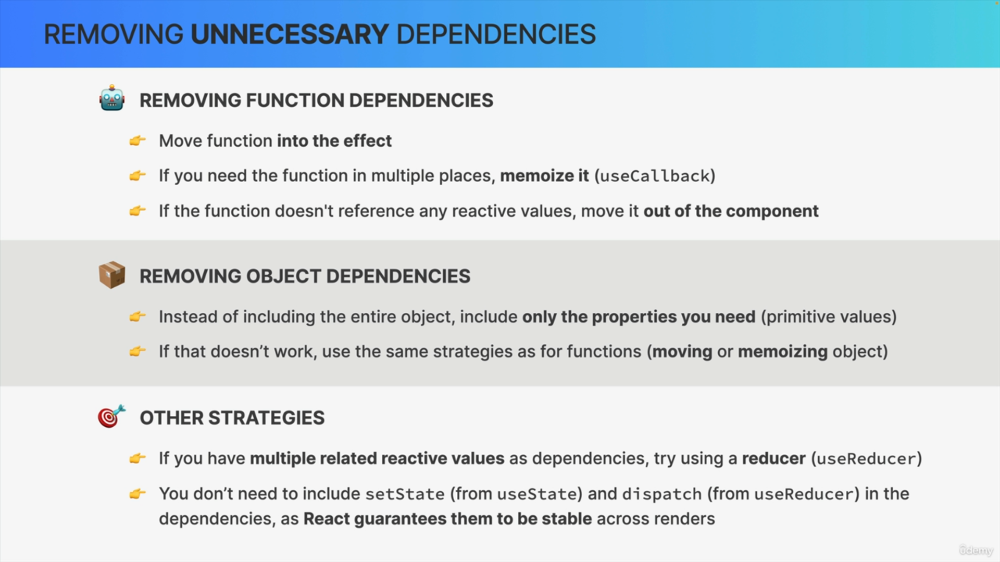 REMOVING UNNECESSARY DEPENDENCIES
REMOVING FUNCTION DEPENDENCIES
Move function into the effect
If you need the function in multiple places, memoize it (useCallback)
If the function doesn't reference any reactive values, move it out of the component
REMOVING OBJECT DEPENDENCIES
Instead of including the entire object, include only the properties you need (primitive values)
If that doesn’t work, use the same strategies as for functions (moving or memoizing object)
OTHER STRATEGIES
If you have multiple related reactive values as dependencies, try using a reducer (useReducer)
You don’t need to include setState (from useState) and dispatch (from useReducer) in the
dependencies, as React guarantees them to be stable across renders
ûdemy